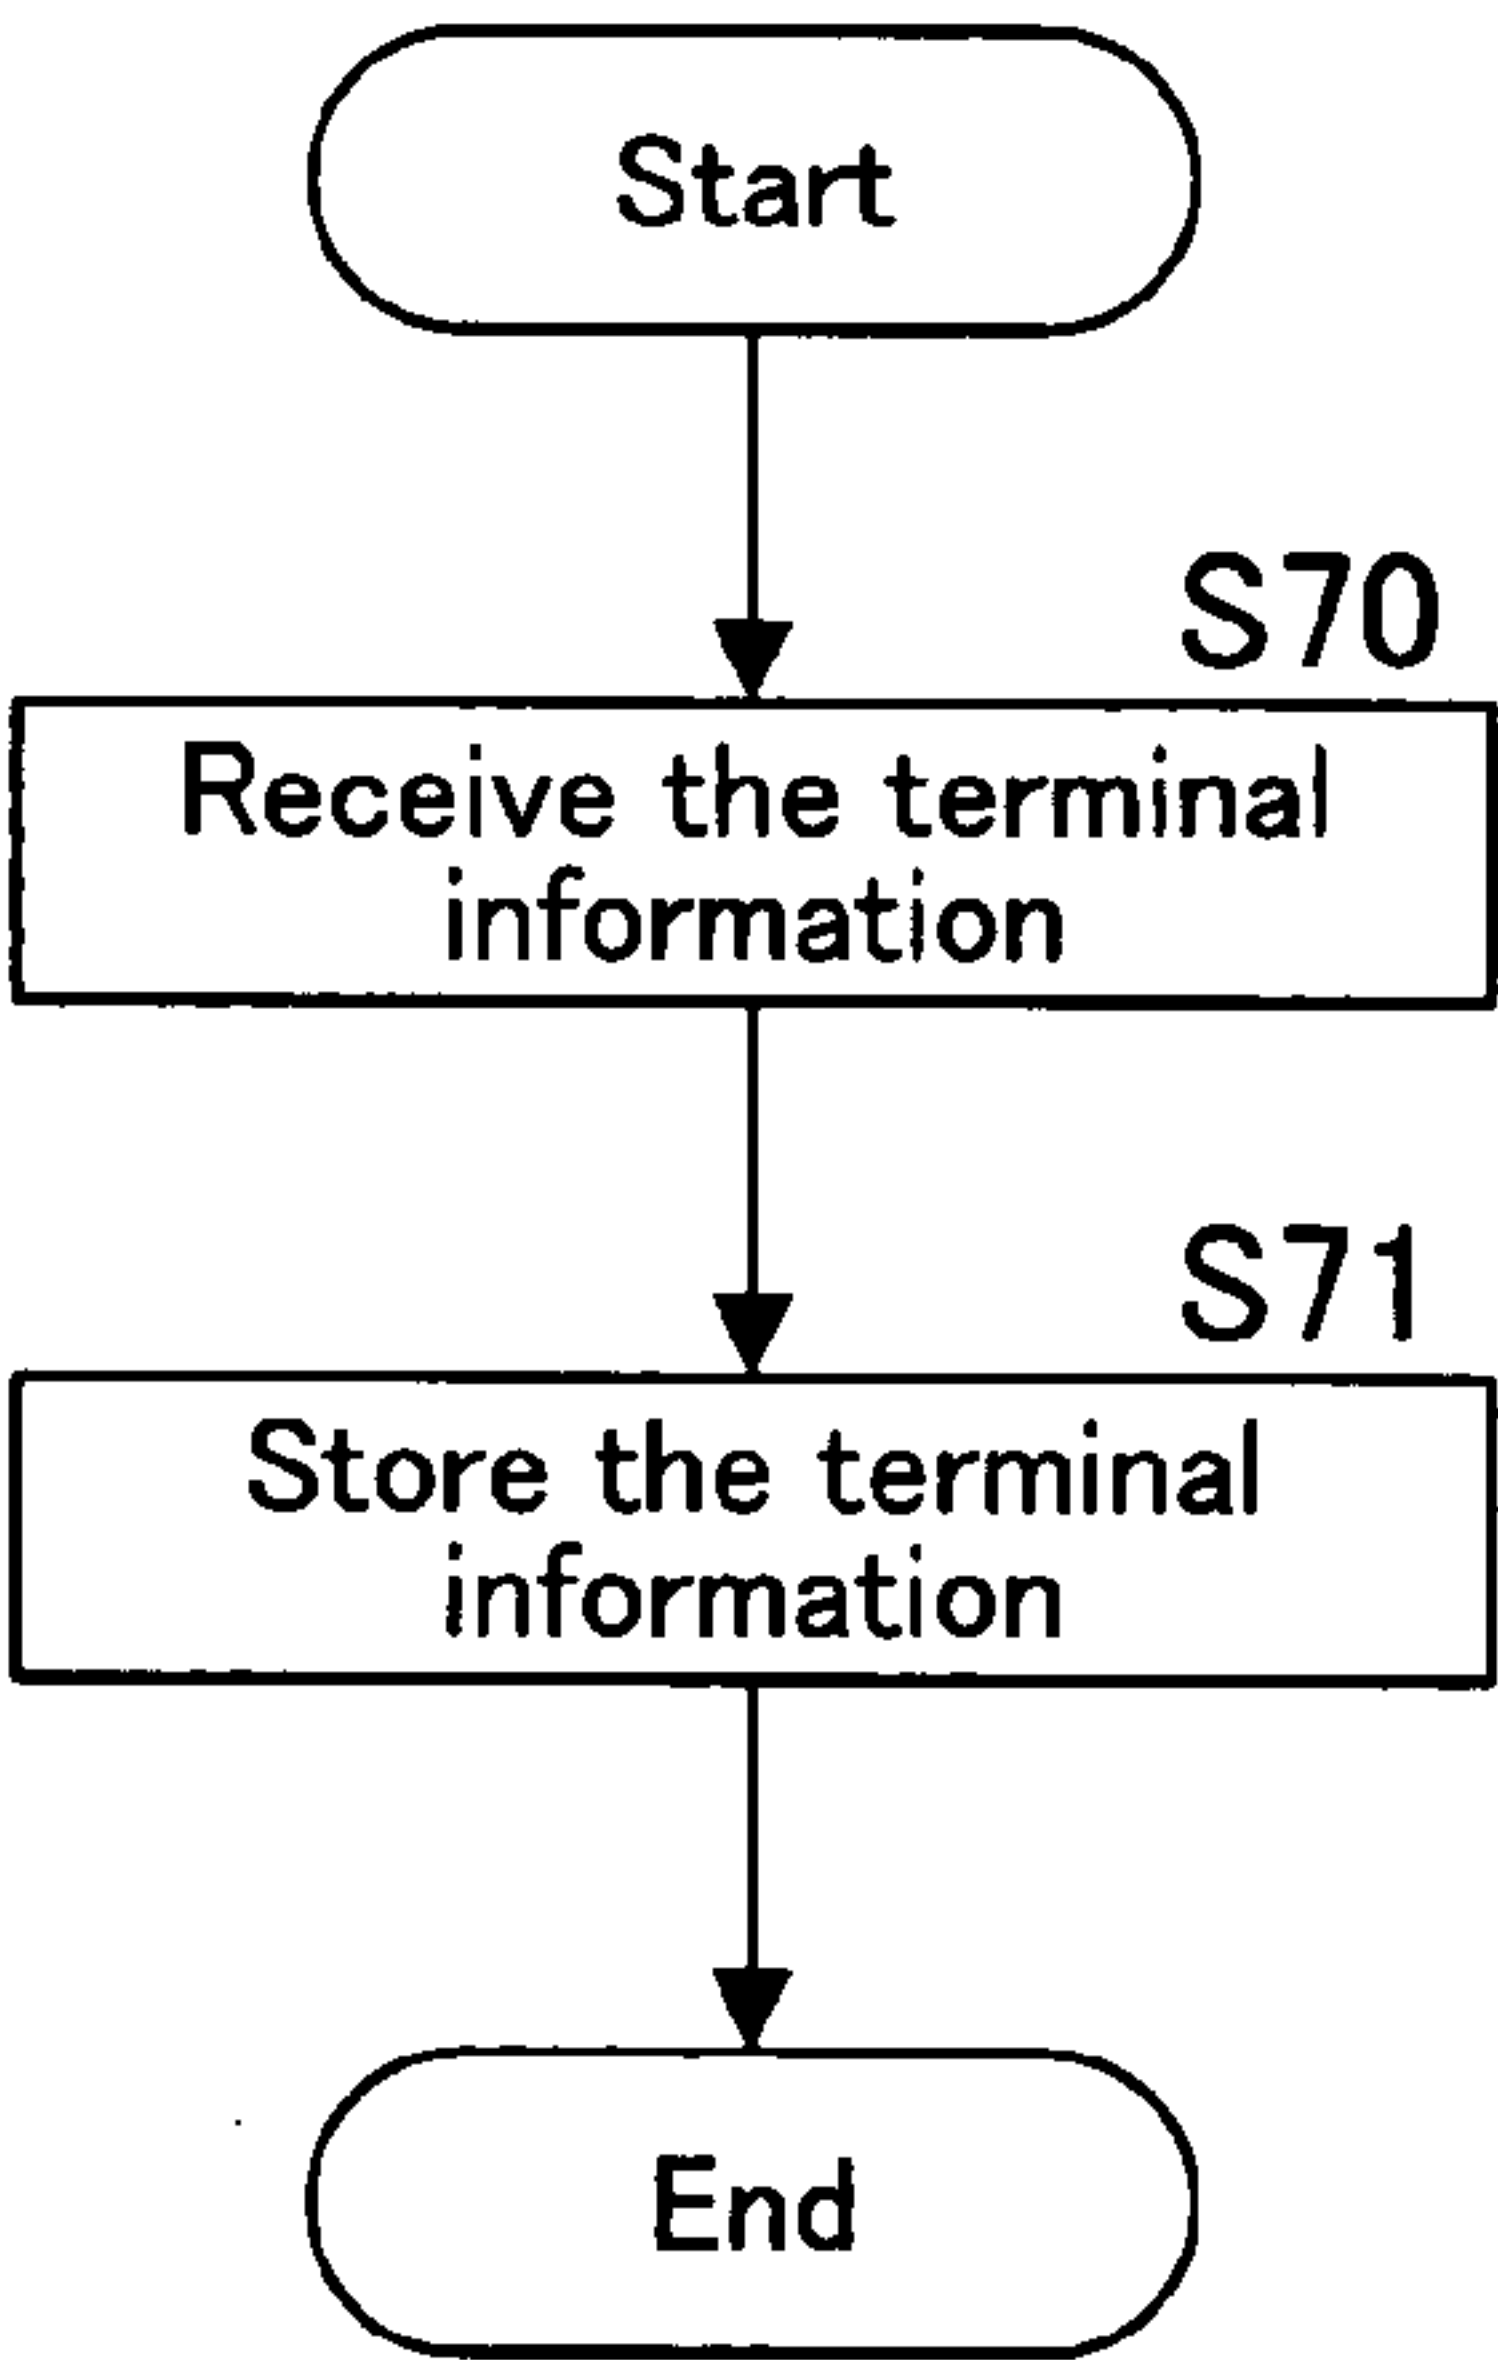 Start
S70
Receive the terminal
information
S71
Store the terminal
information
End